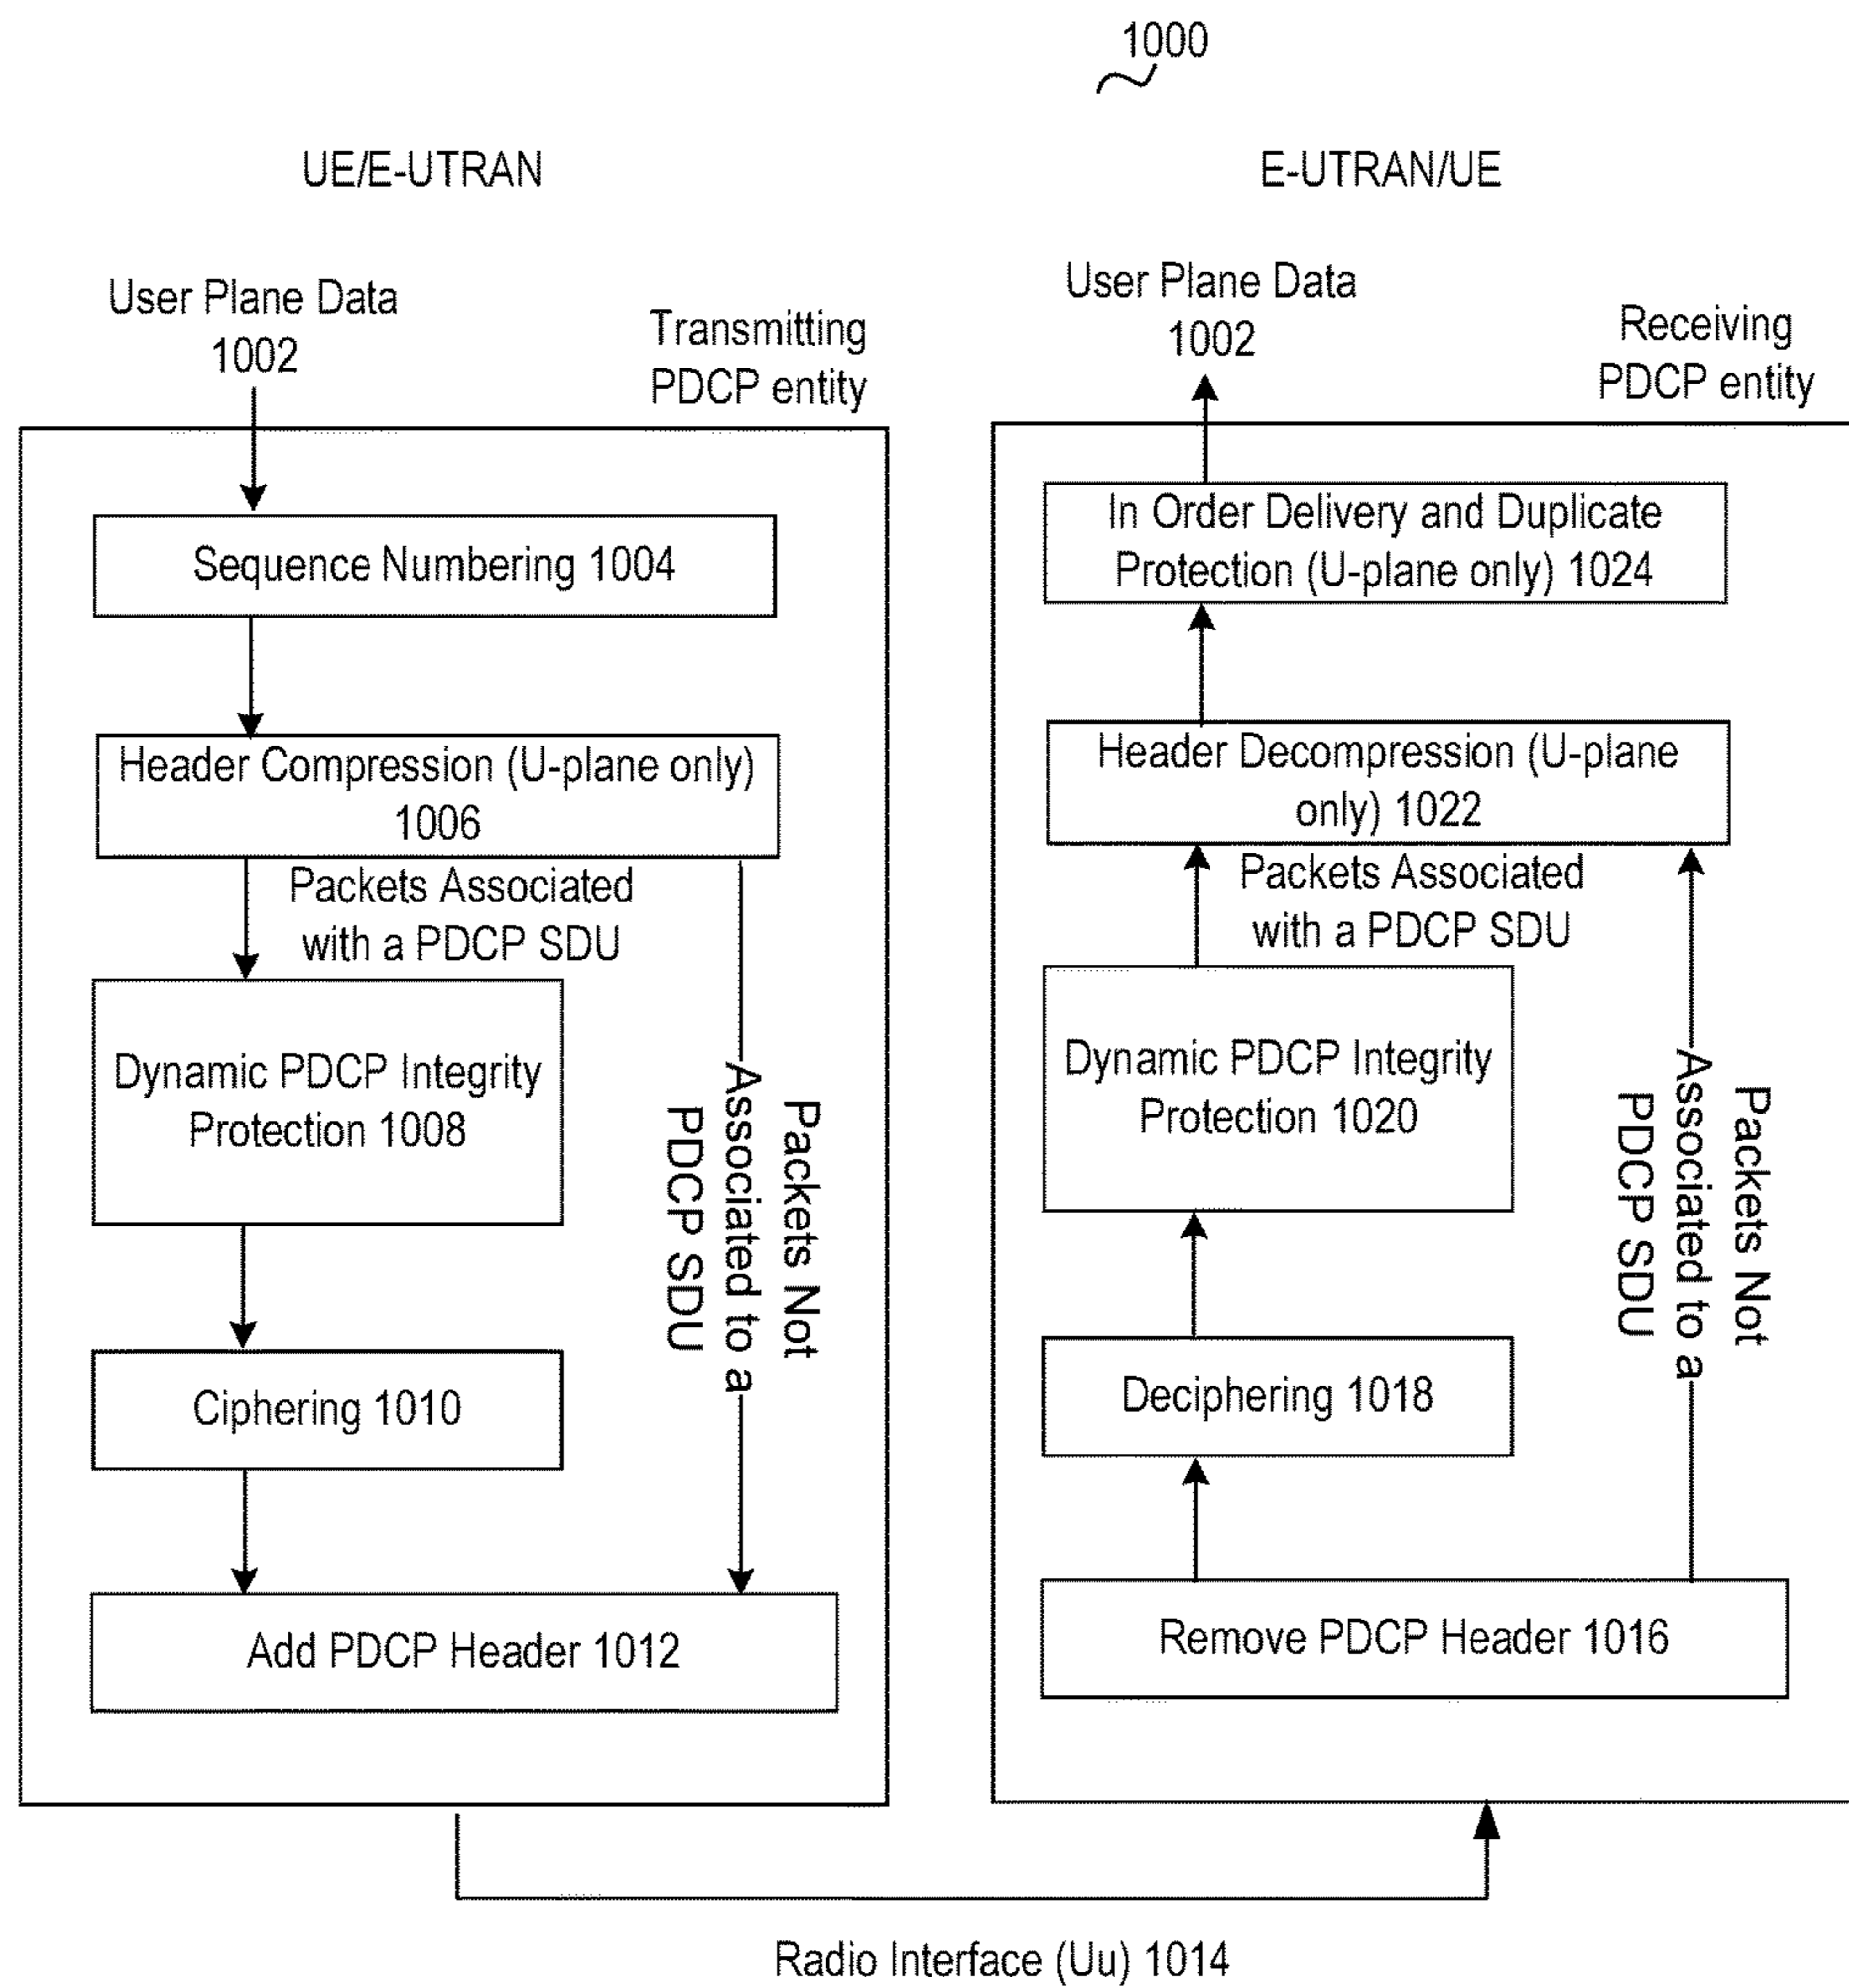 1000
UE/E-UTRAN
E-UTRAN/UE
User Plane Data
1002
Transmitting
PDCP entity
Sequence Numbering 1004
Header Compression (U-plane only)
1006
Packets Associated
with a PDCP SDU
Dynamic PDCP Integrity
Protection 1008
Packets Not
Associated to a
PDCP SDU
Ciphering 1010
Add PDCP Header 1012
User Plane Data
1002
Receiving
PDCP entity
In Order Delivery and Duplicate
Protection (U-plane only) 1024
Header Decompression (U-plane
only) 1022
Packets Associated
with a PDCP SDU
Dynamic PDCP Integrity
Protection 1020
Packets Not
Associated to a
PDCP SDU
Deciphering 1018
Remove PDCP Header 1016
Radio Interface (Uu) 1014